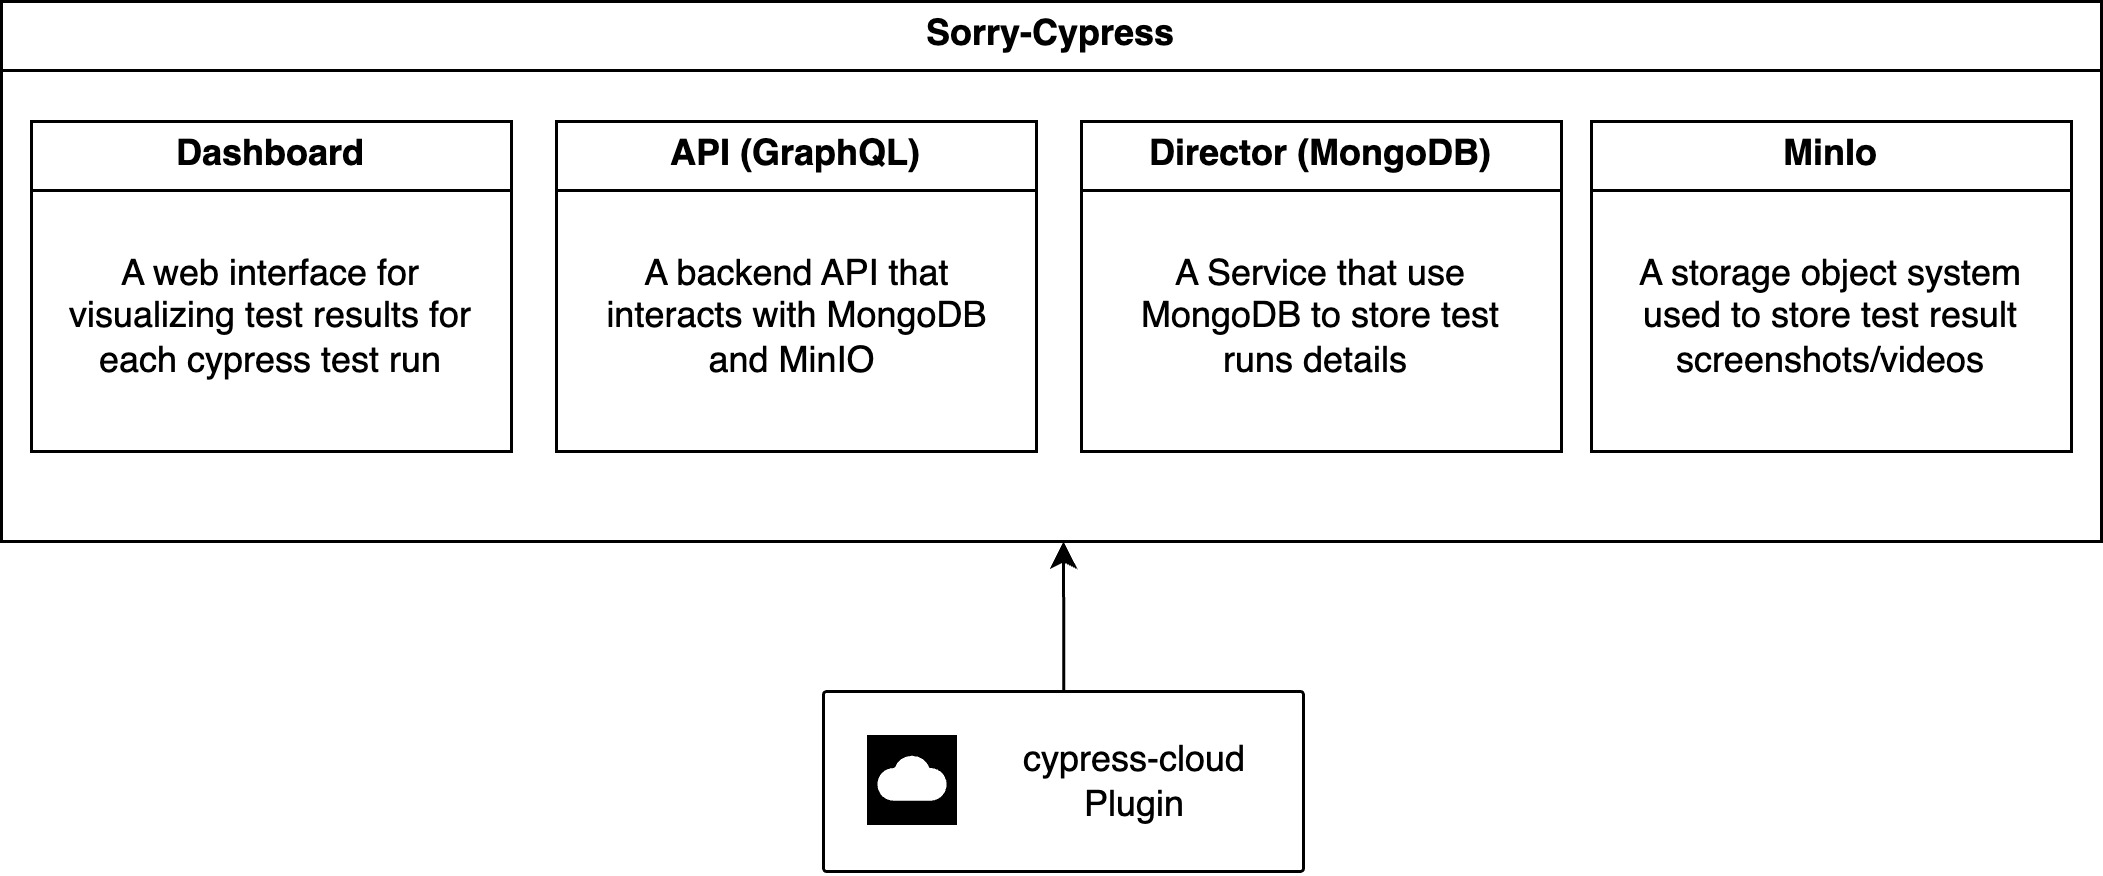 Sorry-Cypress
Dashboard
A web interface for
visualizing test results for
each cypress test run
API (GraphQL)
A backend API that
interacts with MongoDB
and MinIO
Director (MongoDB)
A Service that use
MongoDB to store test
runs details
MinIo
A storage object system
used to store test result
screenshots/videos
cypress-cloud
Plugin